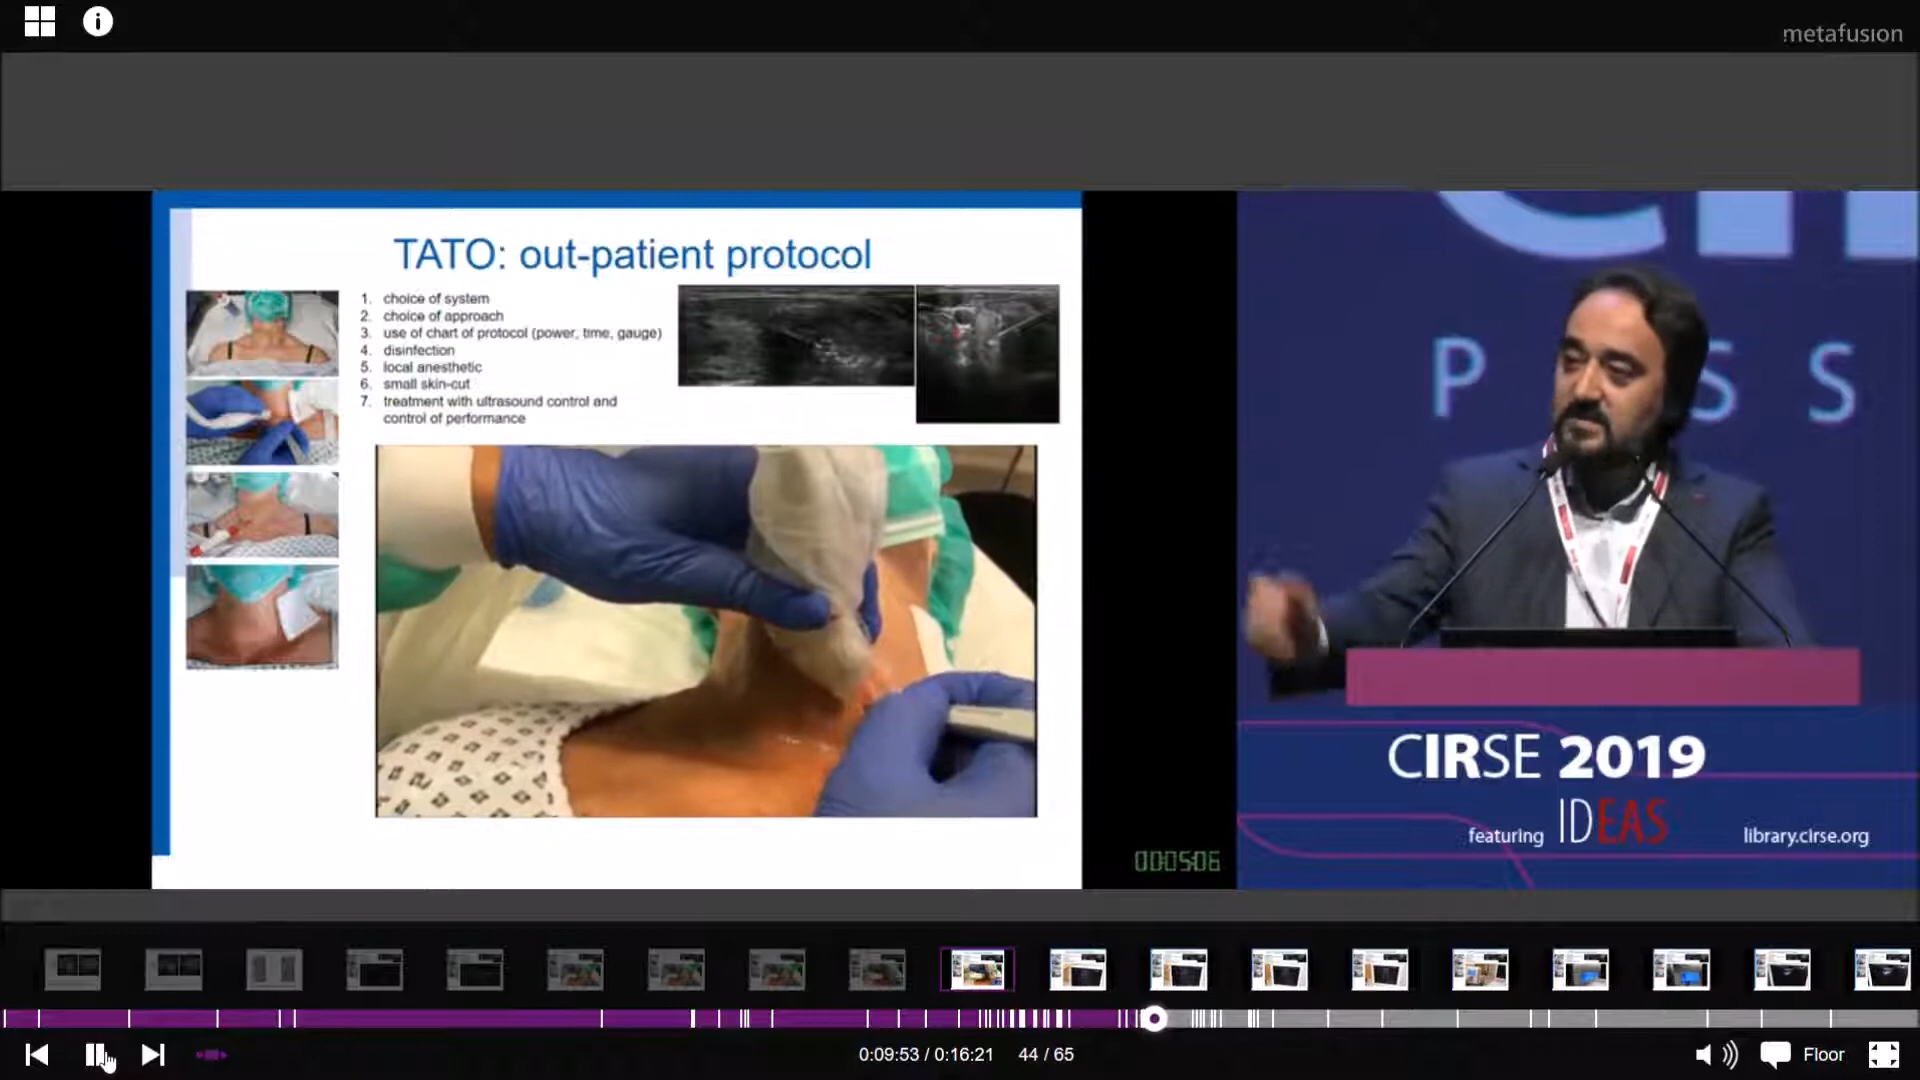 metafusion
TATO: out-patient protocol
1. choice of system
2. choice of approach
3. use of chart of protocol (power, time, gauge)
4. disinfection
5. local anesthetic
6. small skin-cut
7. treatment with ultrasound control and
control of performance
P S S
CIRSE 2019
featuring IDEAS
library.cirse.org
000506
0:09:53 / 0:16:21
44 / 65
Floor